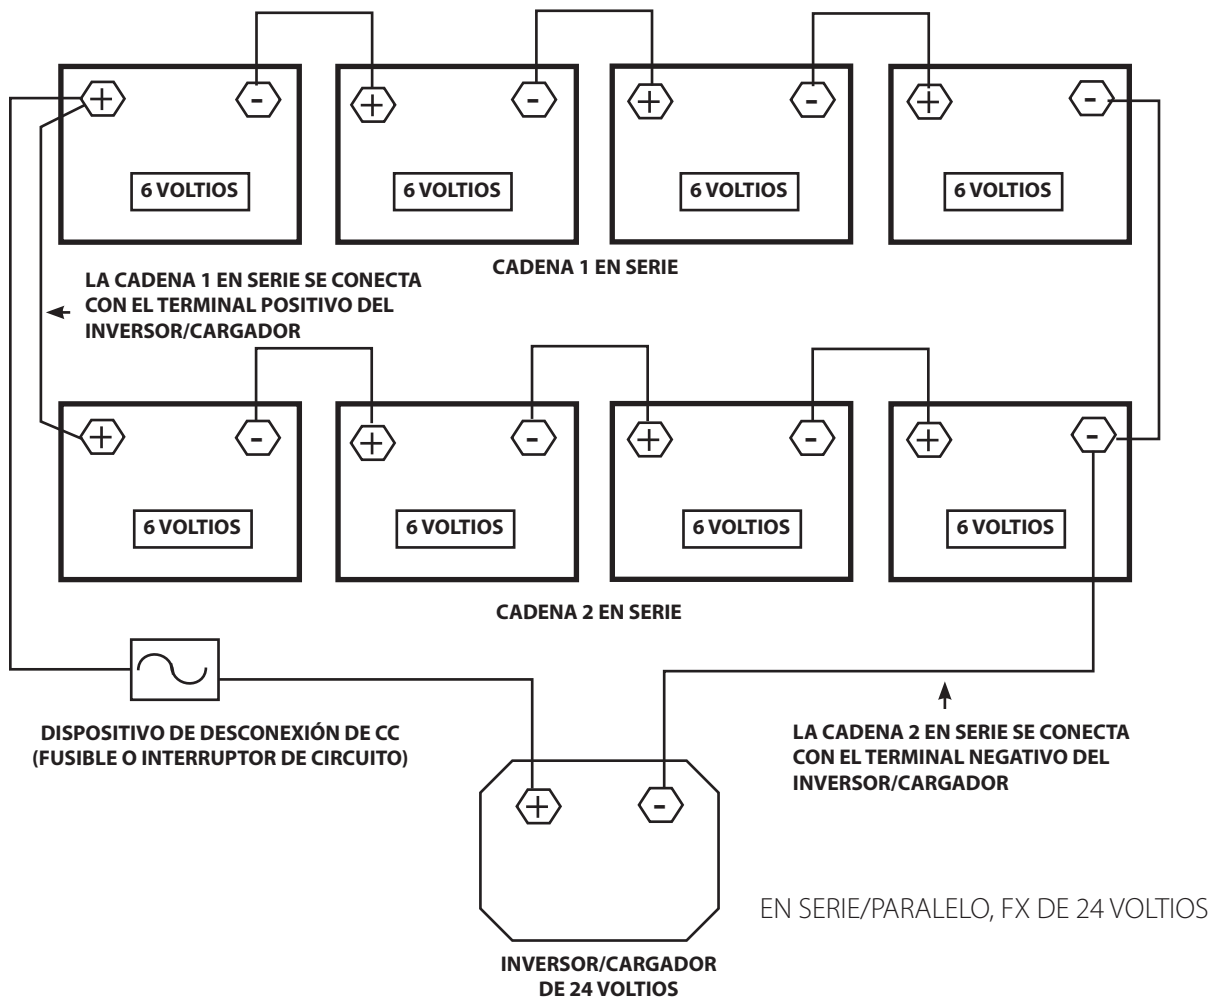 + - + - + - + -
6 VOLTIOS 6 VOLTIOS 6 VOLTIOS 6 VOLTIOS
CADENA 1 EN SERIE
LA CADENA 1 EN SERIE SE CONECTA
CON EL TERMINAL POSITIVO DEL
INVERSOR/CARGADOR
+ - + - + - + -
6 VOLTIOS 6 VOLTIOS 6 VOLTIOS 6 VOLTIOS
CADENA 2 EN SERIE
DISPOSITIVO DE DESCONEXIÓN DE CC
(FUSIBLE O INTERRUPTOR DE CIRCUITO)
LA CADENA 2 EN SERIE SE CONECTA
CON EL TERMINAL NEGATIVO DEL
INVERSOR/CARGADOR
+ -
EN SERIE/PARALELO, FX DE 24 VOLTIOS
INVERSOR/CARGADOR
DE 24 VOLTIOS